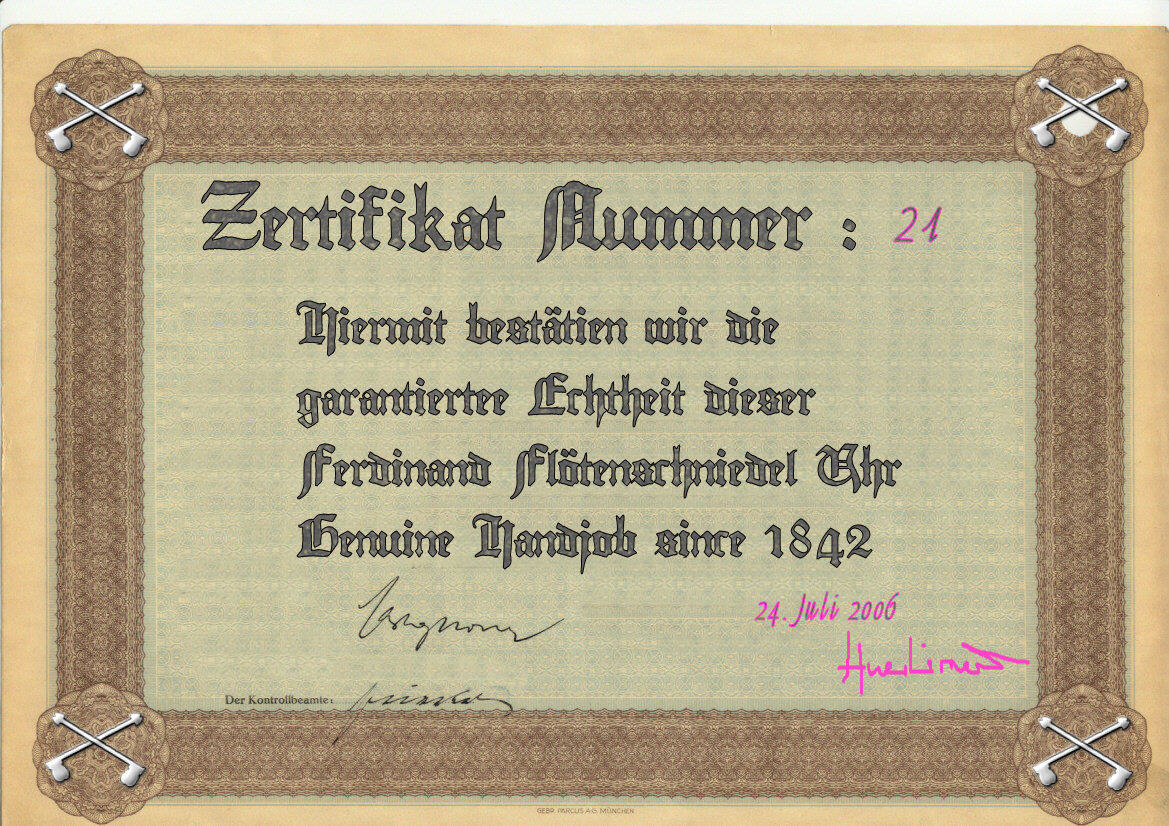 Zertifikat Nummer : 21
Hiermit bestätien wir die
garantiertee Echtheit dieser
Ferdinand Flötenschniedel Uhr
Genuine Handjob since 1842
24. Juli 2006
Der Kontrollbeamte:
GEBR. PARCUS A.G. MÜNCHEN